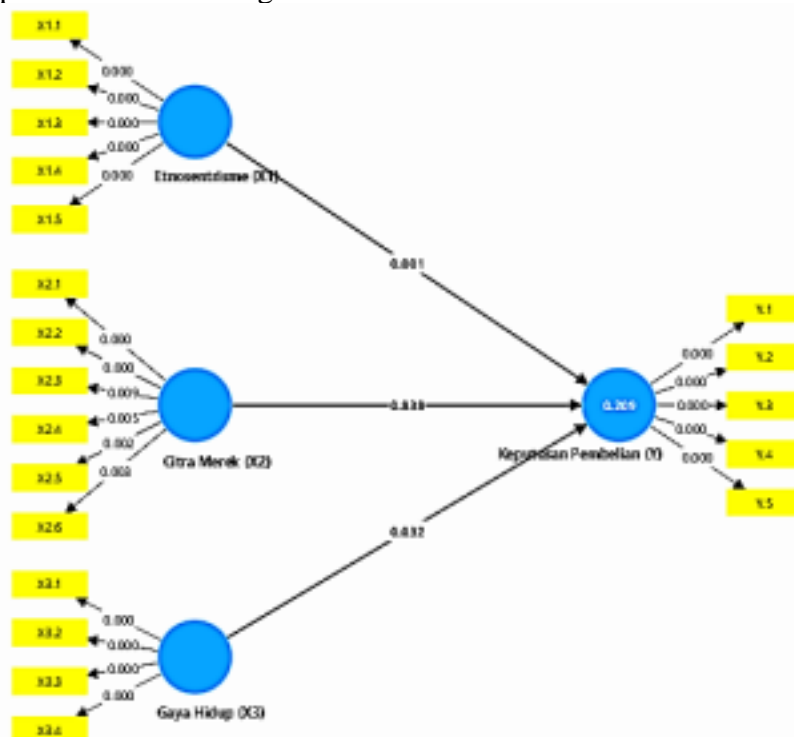 X1.1
X1.2
X1.3
X1.4
X1.5
0.000
0.000
0.000
0.000
0.000
Etnosentrisme (X1)
0.001
X2.1
X2.2
X2.3
X2.4
X2.5
X2.6
0.000
0.000
0.009
0.005
0.002
Citra Merek (X2)
X3.1
X3.2
X3.3
X3.4
0.000
0.000
0.000
0.000
Gaya Hidup (X3)
0.032
Keputusan Pembelian (Y)
Y.1
Y.2
Y.3
Y.4
Y.5
0.000
0.000
0.000
0.000
0.000